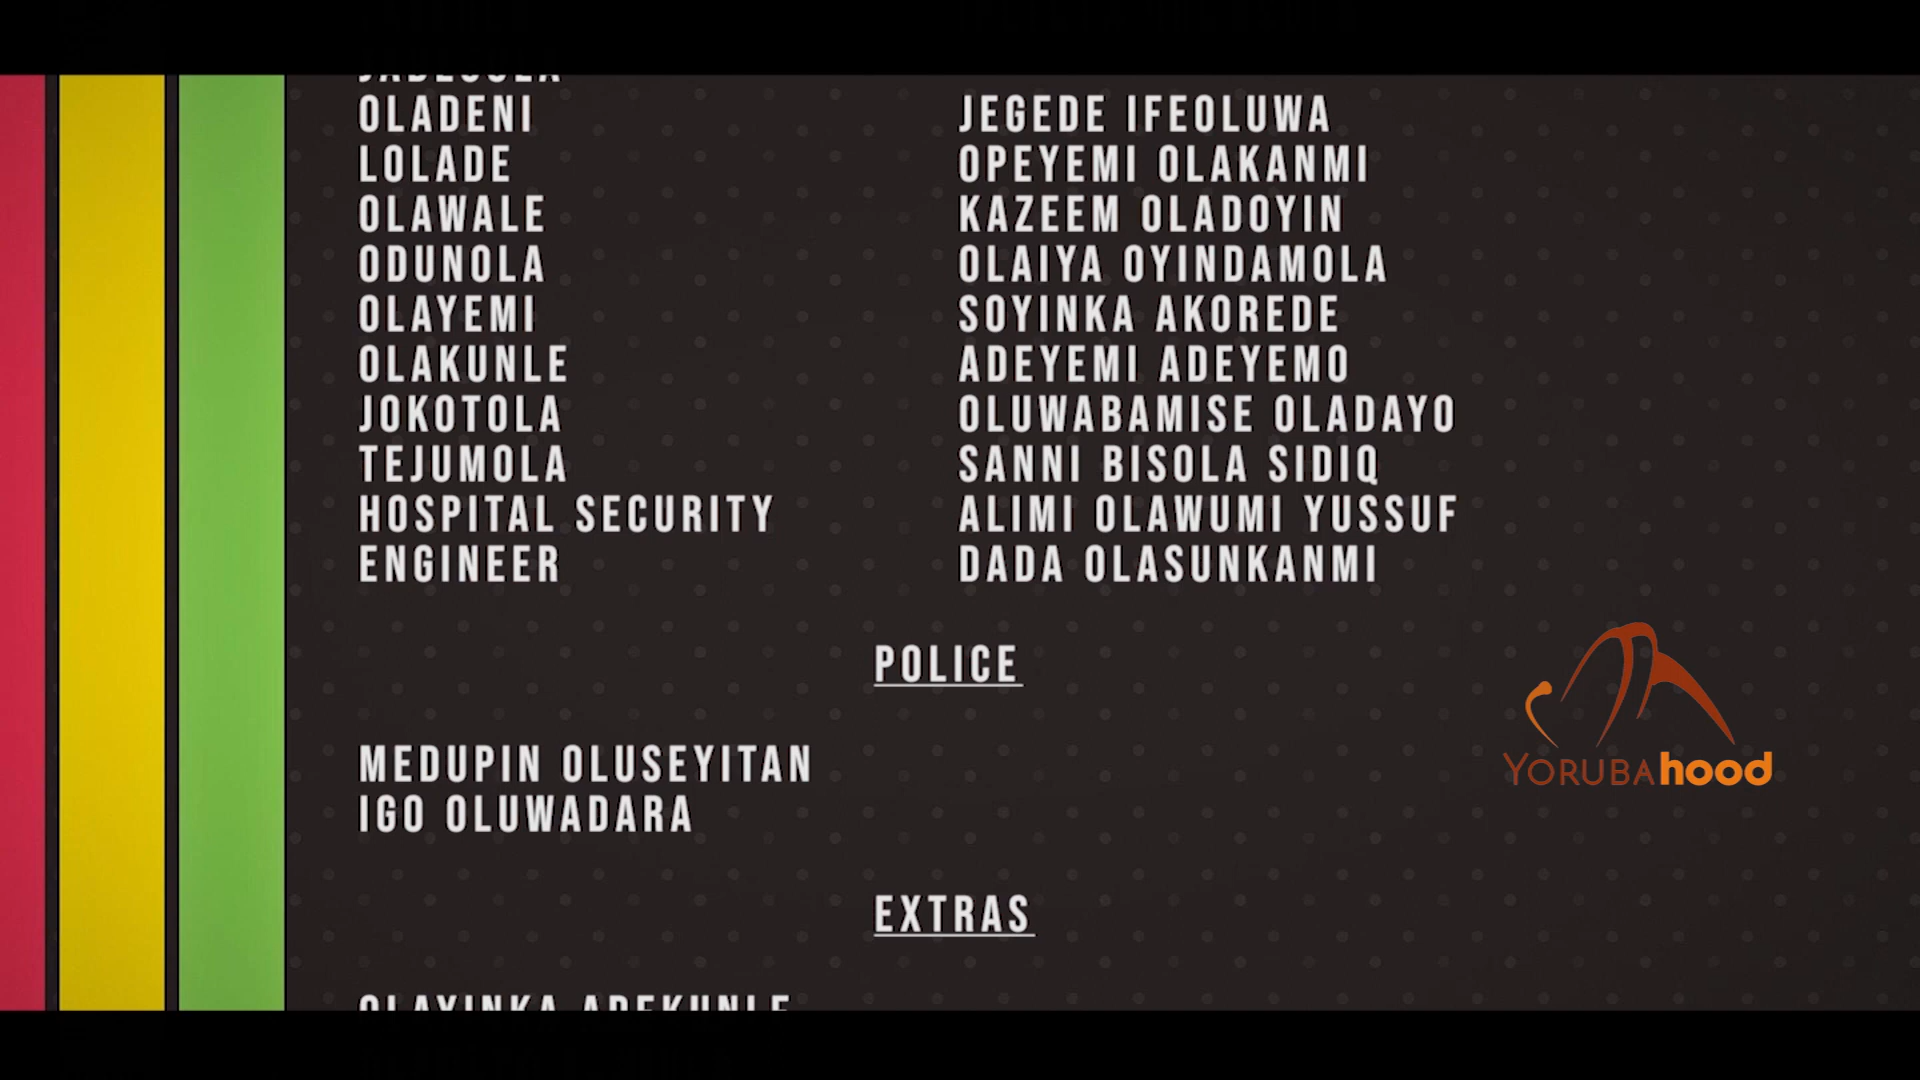 OLADENI JEGEDE IFEOLUWA
LOLADE OPEYEMI OLAKANMI
OLAWALE KAZEEM OLADOYIN
ODUNOLA OLAIYA OYINDAMOLA
OLAYEMI SOYINKA AKOREDE
OLAKUNLE ADEYEMI ADEYEMO
JOKOTOLA OLUWABAMISE OLADAYO
TEJUMOLA SANNI BISOLA SIDIQ
HOSPITAL SECURITY ALIMI OLAWUMI YUSSUF
ENGINEER DADA OLASUNKANMI
POLICE
MEDUPIN OLUSEYITAN
IGO OLUWADARA
YORUBAhood
EXTRAS
OLAYINKA ADEKUNLE